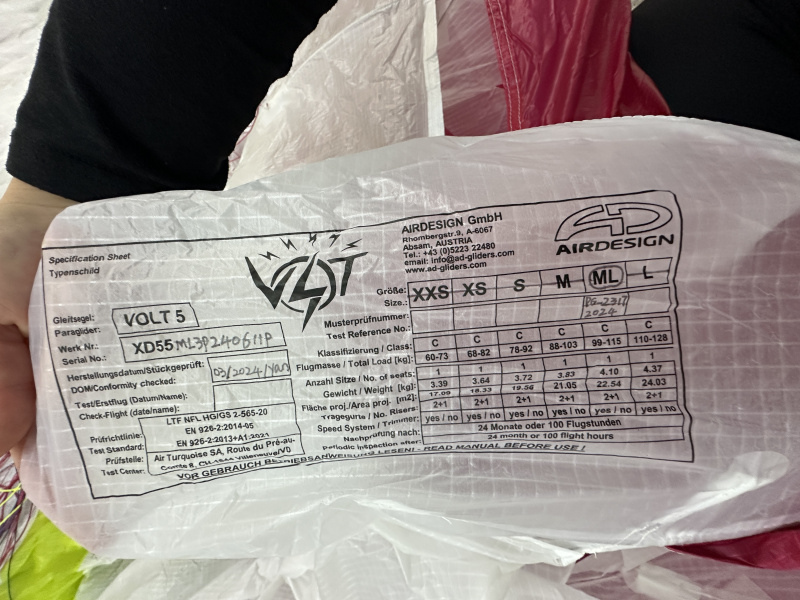 Specification Sheet
Typenschild
VOLT
AIRDESIGN GmbH
Rhombergstr.9, A-6067
Absam, AUSTRIA
Tel.: +43 (0)5223 22480
email: info@ad-gliders.com
www.ad-gliders.com
AIRDESIGN
Gleitsegel:
Paraglider:
VOLT 5
Werk Nr:
Serial No.:
XD55ML3P240611P
Herstellungsdatum/Stückgeprüft:
DOM/Conformity checked:
03/2024/YAN
Test/Erstflug (Datum/Name):
Check-Flight (date/name):
Prüfrichtlinie:
Test Standard:
LTF NFL HG/GS 2-565-20
EN 926-2:2014-05
EN 926-2:2013+A1:2021
Prüfstelle:
Test Center:
Air Turquoise SA, Route du Pré-au-
Comte 8, CH-1844 Villeneuve/VD
Größe:
Size.:
XXS XS S M ML L
Musterprüfnummer:
Test Reference No.:
PG-2317
2024
Klassifizierung / Class: C C C C C C
Flugmasse / Total Load [kg]: 60-73 68-82 78-92 88-103 99-115 110-128
Anzahl Sitze / No. of seats: 1 1 1 1 1 1
Gewicht / Weight [kg]: 3.39 3.64 3.72 3.83 4.10 4.37
Fläche proj./Area proj. [m2]: 17.09 18.33 19.56 21.05 22.54 24.03
Tragegurte / No. Risers: 2+1 2+1 2+1 2+1 2+1 2+1
Speed System / Trimmer: yes / no yes / no yes / no yes / no yes / no yes / no
Nachprüfung nach: 24 Monate oder 100 Flugstunden
Periodic inspection after: 24 month or 100 flight hours
VOR GEBRAUCH BETRIEBSANWEISUNG LESEN! - READ MANUAL BEFORE USE !